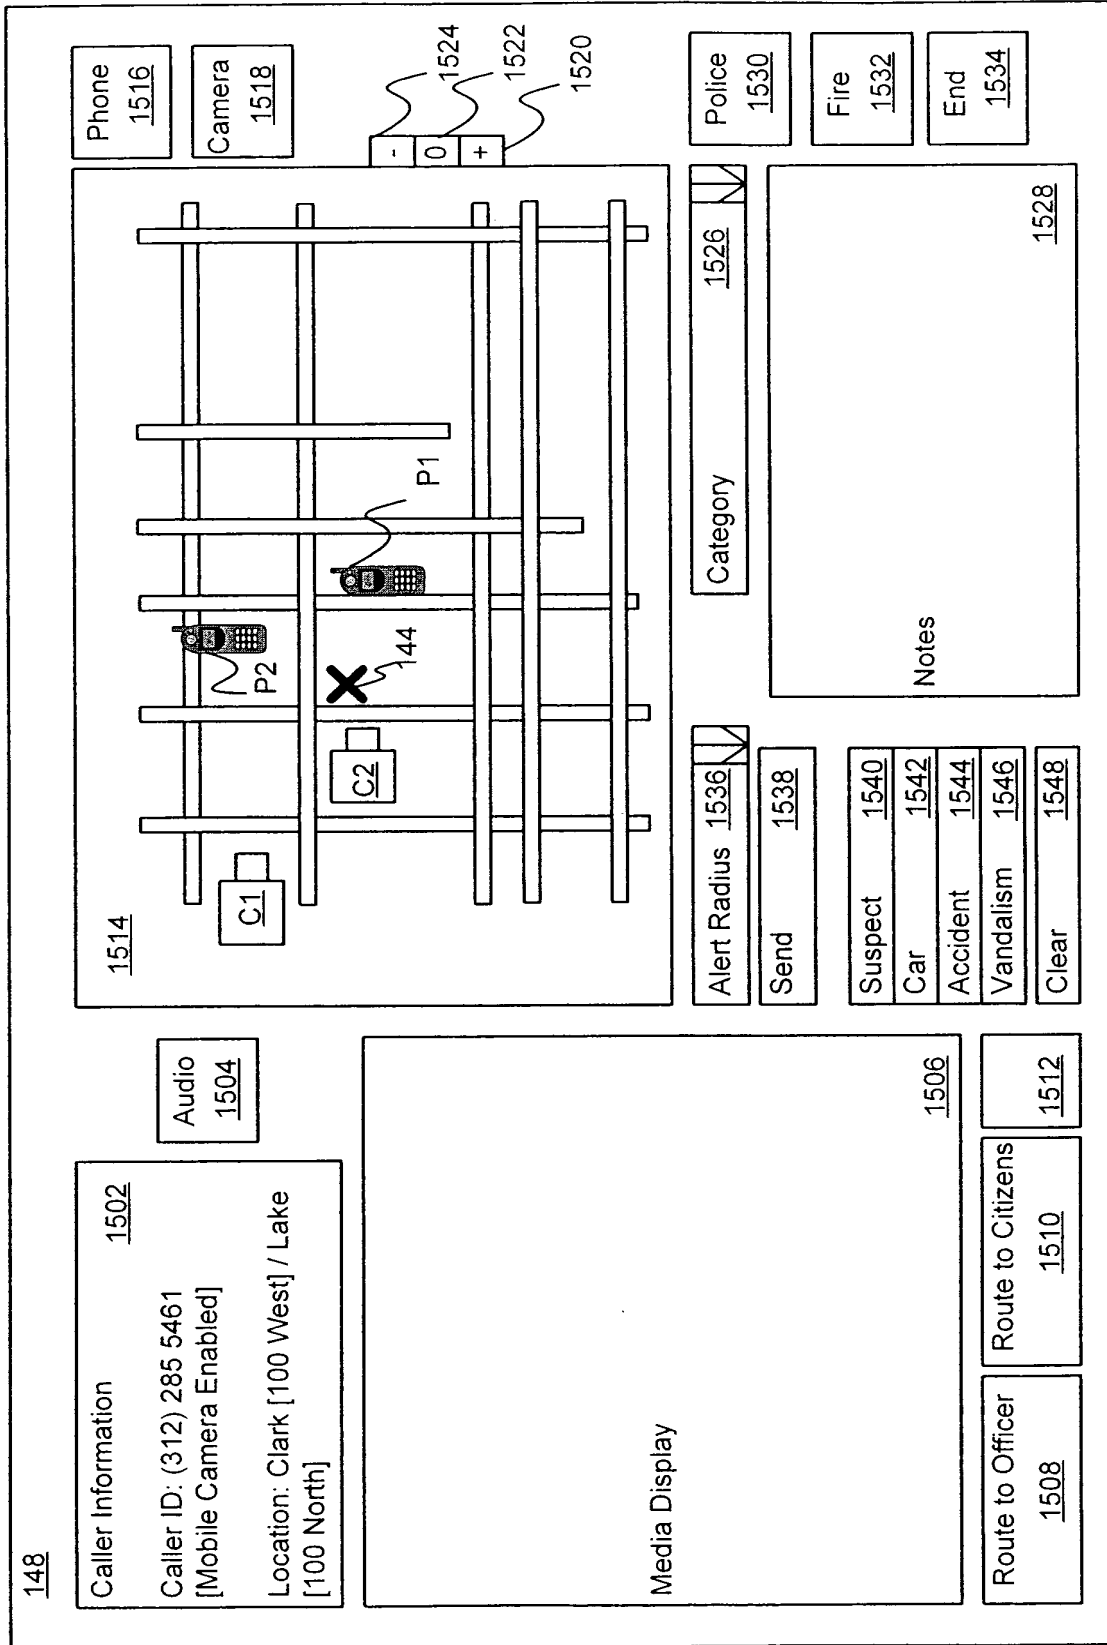 148
Caller Information
1502
Caller ID: (312) 285 5461
[Mobile Camera Enabled]
Location: Clark [100 West] / Lake
[100 North]
Audio
1504
Media Display
1506
Route to Officer
1508
Route to Citizens
1510
1512
1514
C1
C2
P2
144
P1
Phone
1516
Camera
1518
-
0
+
1524
1522
1520
Alert Radius 1536
Send 1538
Suspect 1540
Car 1542
Accident 1544
Vandalism 1546
Clear 1548
Category 1526
Notes
1528
Police
1530
Fire
1532
End
1534